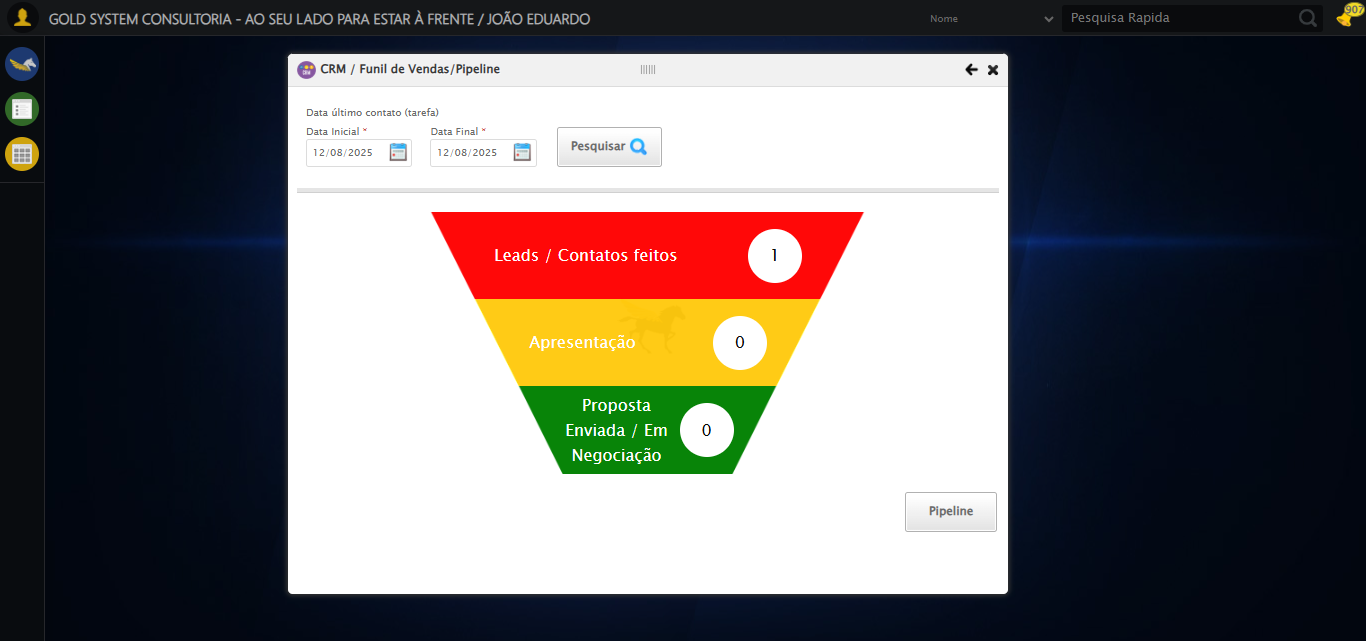 GOLD SYSTEM CONSULTORIA - AO SEU LADO PARA ESTAR À FRENTE / JOÃO EDUARDO
Nome
Pesquisa Rapida
907
CRM / Funil de Vendas/Pipeline
Data último contato (tarefa)
Data Inicial *
Data Final *
12/08/2025
12/08/2025
Pesquisar
Leads / Contatos feitos
1
Apresentação
0
Proposta
Enviada / Em
Negociação
0
Pipeline